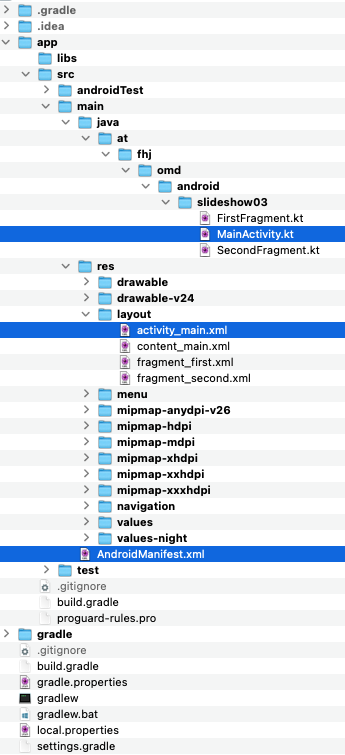 .gradle
.idea
app
libs
src
androidTest
main
java
at
fhj
omd
android
slideshow03
FirstFragment.kt
MainActivity.kt
SecondFragment.kt
res
drawable
drawable-v24
layout
activity_main.xml
content_main.xml
fragment_first.xml
fragment_second.xml
menu
mipmap-anydpi-v26
mipmap-hdpi
mipmap-mdpi
mipmap-xhdpi
mipmap-xxhdpi
mipmap-xxxhdpi
navigation
values
values-night
AndroidManifest.xml
test
.gitignore
build.gradle
proguard-rules.pro
gradle
.gitignore
build.gradle
gradle.properties
gradlew
gradlew.bat
local.properties
settings.gradle